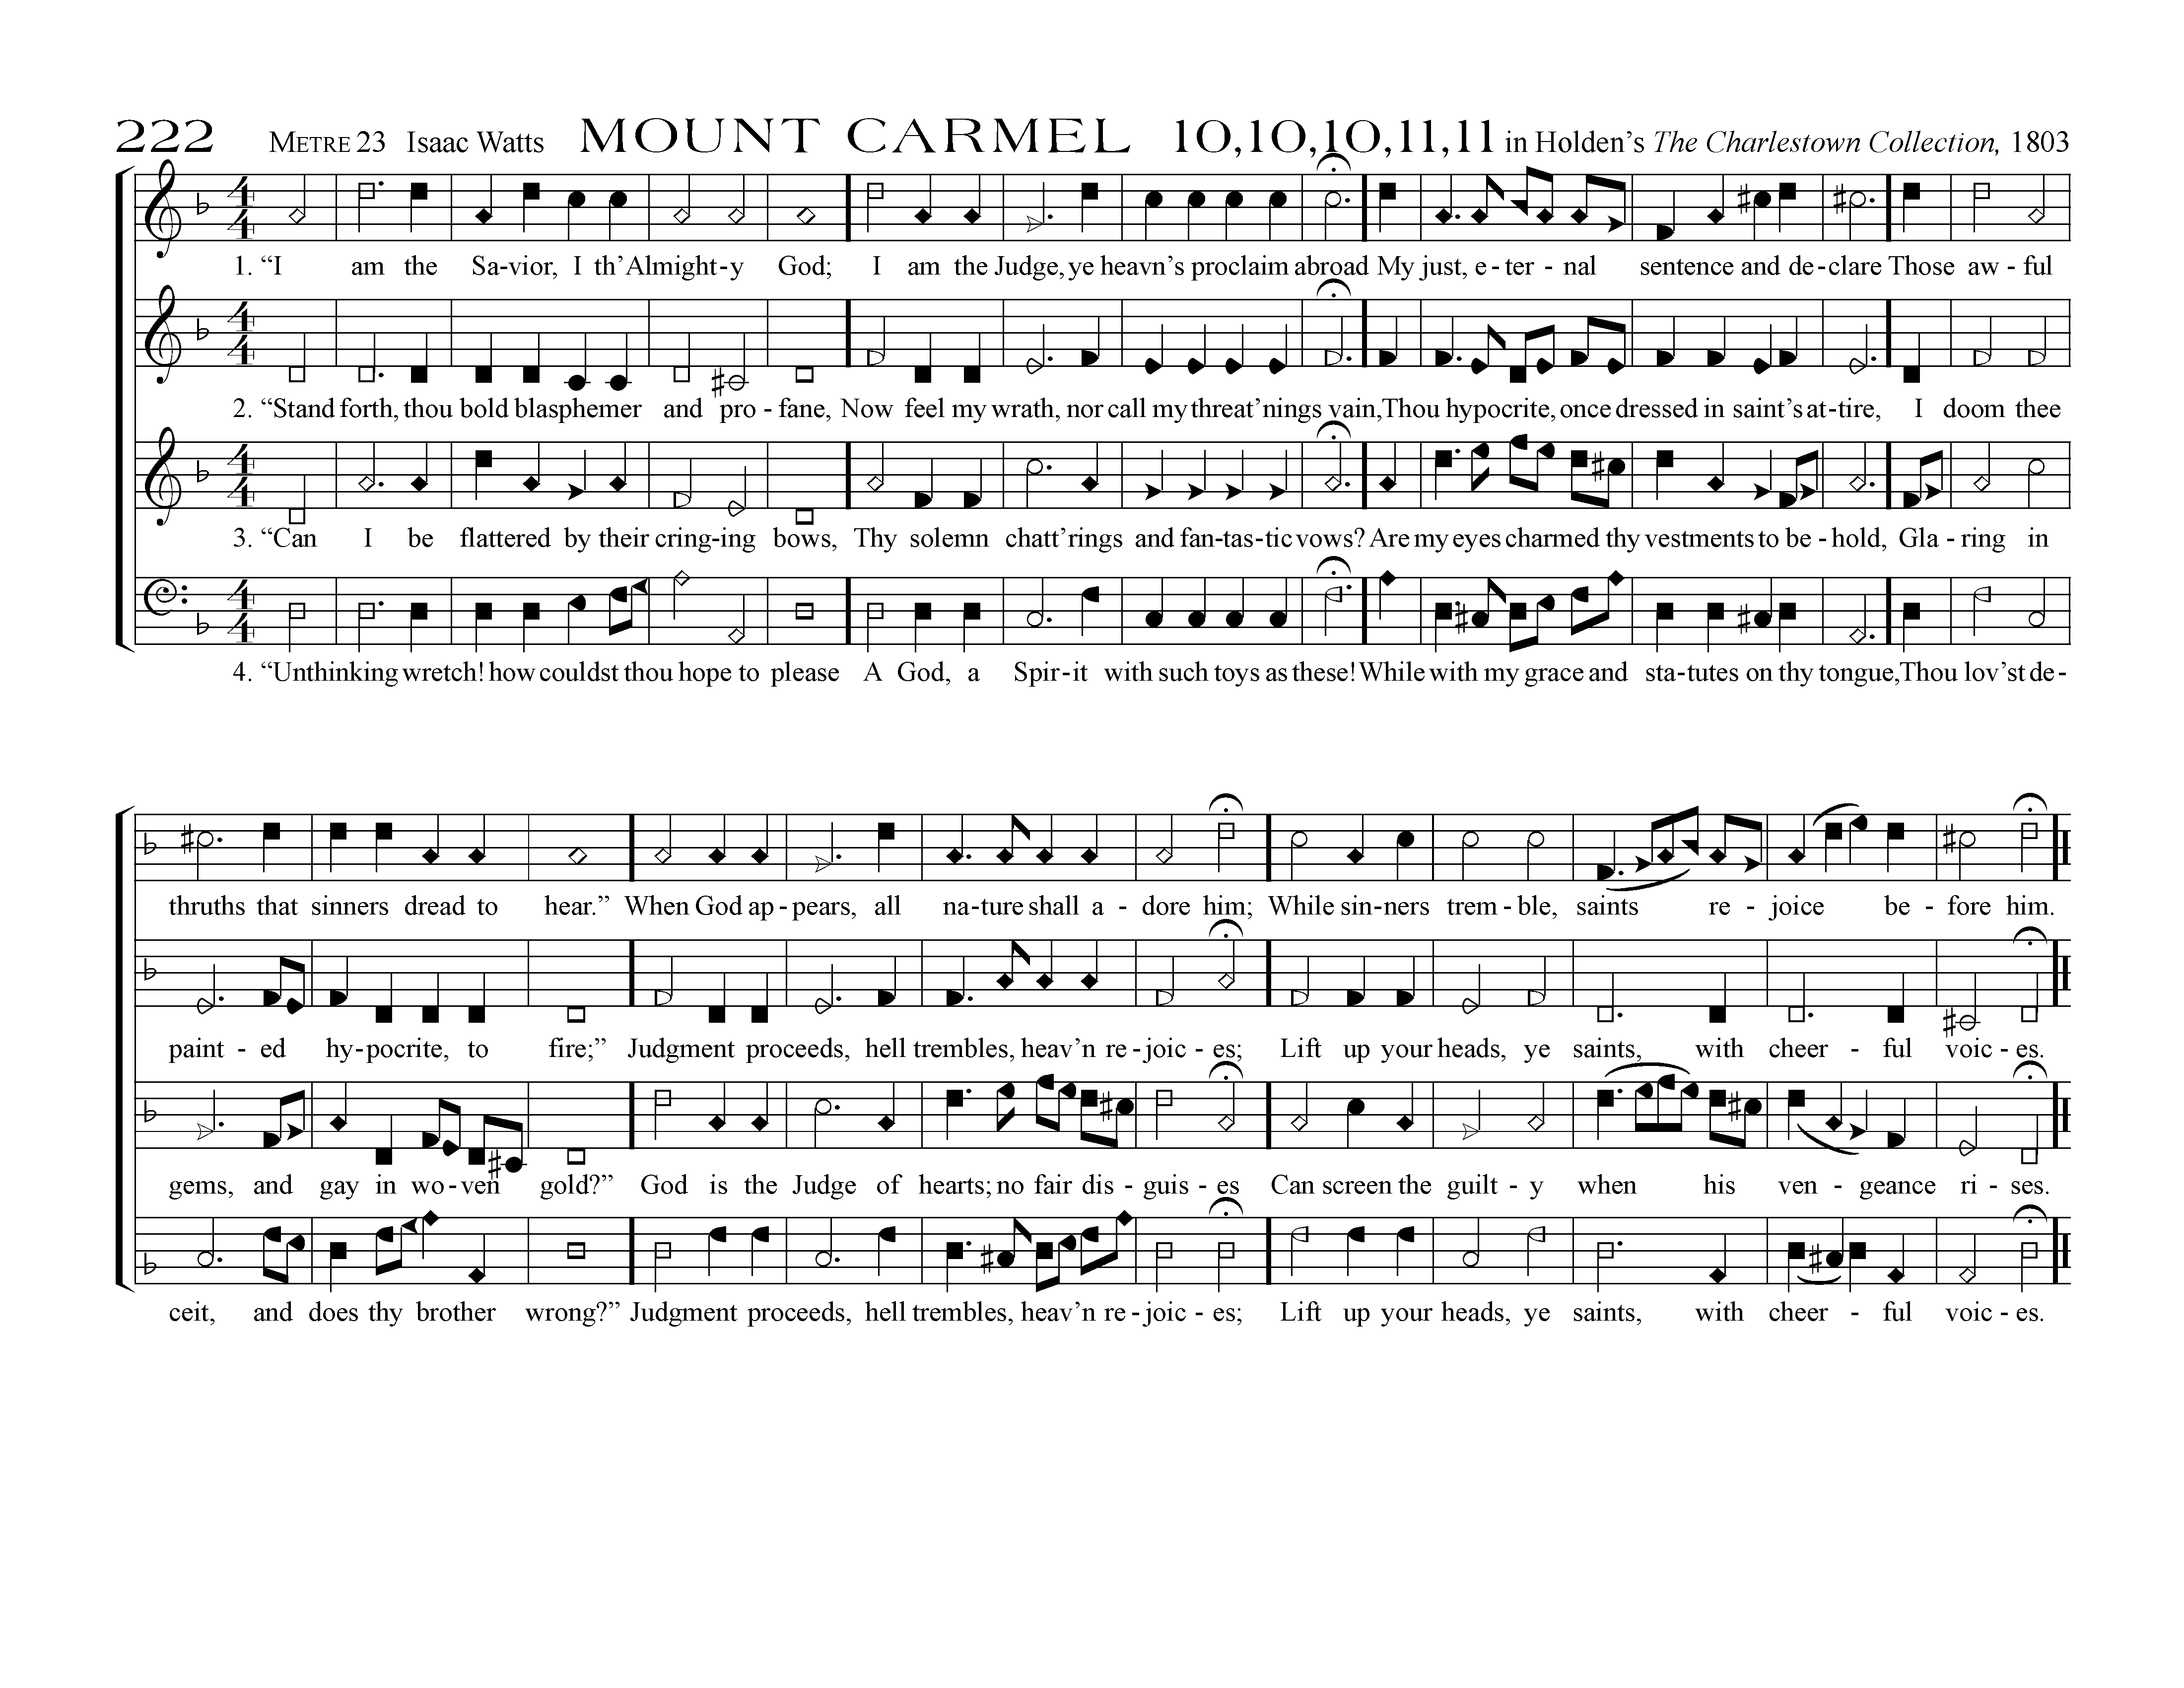 222 METRE 23 Isaac Watts MOUNT CARMEL 10,10,10,11,11 in Holden’s The Charlestown Collection, 1803
1. “I am the Sa-vior, I th’Almight-y God; I am the Judge, ye heavn’s proclaim abroad My just, e-ter-nal sentence and de-clare Those aw-ful
2. “Stand forth, thou bold blasphemer and pro-fane, Now feel my wrath, nor call my threat’nings vain, Thou hypocrite, once dressed in saint’s at-tire, I doom thee
3. “Can I be flattered by their cring-ing bows, Thy solemn chatt’rings and fan-tas-tic vows? Are my eyes charmed thy vestments to be-hold, Gla-ring in
4. “Unthinking wretch! how couldst thou hope to please A God, a Spir-it with such toys as these! While with my grace and sta-tutes on thy tongue, Thou lov’st de-
thruths that sinners dread to hear.” When God ap-pears, all na-ture shall a-dore him; While sin-ners trem-ble, saints re-joice be-fore him.
paint-ed hy-pocrite, to fire;” Judgment proceeds, hell trembles, heav’n re-joic-es; Lift up your heads, ye saints, with cheer-ful voic-es.
gems, and gay in wo-ven gold?” God is the Judge of hearts; no fair dis-guis-es Can screen the guilt-y when his ven-geance ri-ses.
ceit, and does thy brother wrong?” Judgment proceeds, hell trembles, heav’n re-joic-es; Lift up your heads, ye saints, with cheer-ful voic-es.